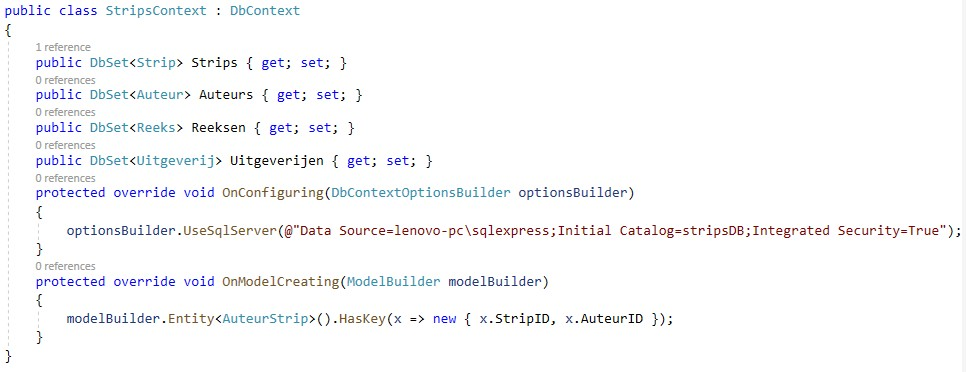 public class StripsContext : DbContext
{
1 reference
public DbSet<Strip> Strips { get; set; }
0 references
public DbSet<Auteur> Auteurs { get; set; }
0 references
public DbSet<Reeks> Reeksen { get; set; }
0 references
public DbSet<Uitgeverij> Uitgeverijen { get; set; }
0 references
protected override void OnConfiguring(DbContextOptionsBuilder optionsBuilder)
{
optionsBuilder.UseSqlServer(@"Data Source=lenovo-pc\sqlexpress;Initial Catalog=stripsDB;Integrated Security=True");
}
0 references
protected override void OnModelCreating(ModelBuilder modelBuilder)
{
modelBuilder.Entity<AuteurStrip>().HasKey(x => new { x.StripID, x.AuteurID });
}
}